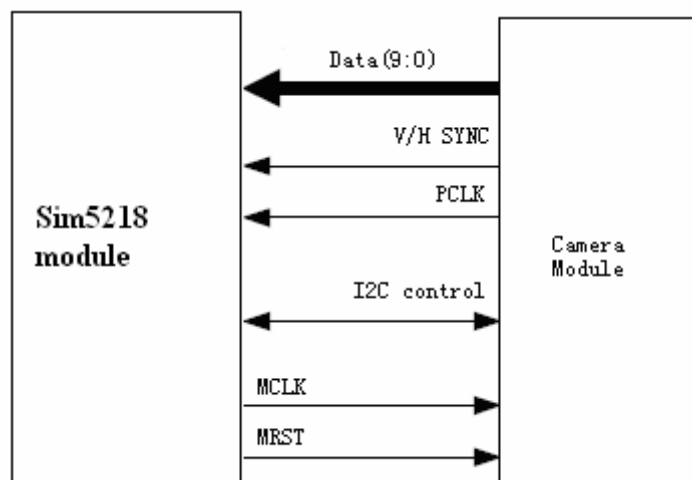 Data(9:0)
V/H SYNC
PCLK
Sim5218
module
Camera
Module
I2C control
MCLK
MRST